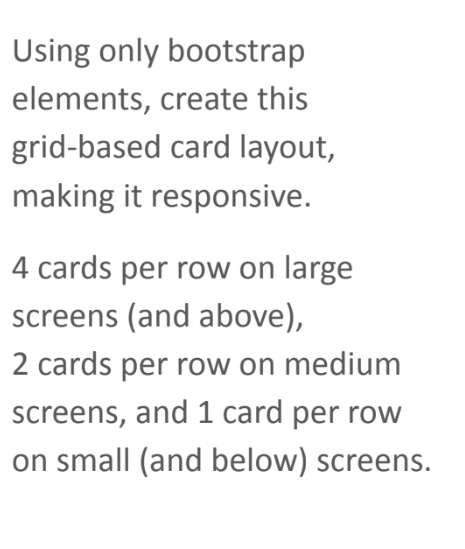 Using only bootstrap
elements, create this
grid-based card layout,
making it responsive.
4 cards per row on large
screens (and above),
2 cards per row on medium
screens, and 1 card per row
on small (and below) screens.